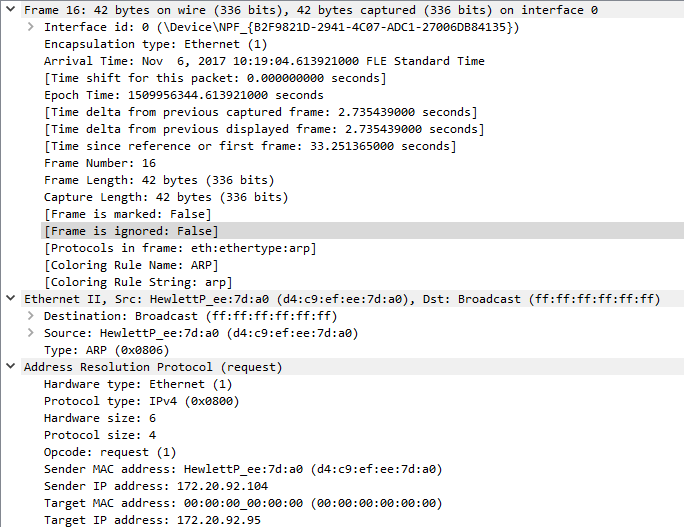 Frame 16: 42 bytes on wire (336 bits), 42 bytes captured (336 bits) on interface 0
Interface id: 0 (\Device\NPF_{B2F9821D-2941-4C07-ADC1-27006DB84135})
Encapsulation type: Ethernet (1)
Arrival Time: Nov  6, 2017 10:19:04.613921000 FLE Standard Time
[Time shift for this packet: 0.000000000 seconds]
Epoch Time: 1509956344.613921000 seconds
[Time delta from previous captured frame: 2.735439000 seconds]
[Time delta from previous displayed frame: 2.735439000 seconds]
[Time since reference or first frame: 33.251365000 seconds]
Frame Number: 16
Frame Length: 42 bytes (336 bits)
Capture Length: 42 bytes (336 bits)
[Frame is marked: False]
[Frame is ignored: False]
[Protocols in frame: eth:ethertype:arp]
[Coloring Rule Name: ARP]
[Coloring Rule String: arp]
Ethernet II, Src: HewlettP_ee:7d:a0 (d4:c9:ef:ee:7d:a0), Dst: Broadcast (ff:ff:ff:ff:ff:ff)
Destination: Broadcast (ff:ff:ff:ff:ff:ff)
Source: HewlettP_ee:7d:a0 (d4:c9:ef:ee:7d:a0)
Type: ARP (0x0806)
Address Resolution Protocol (request)
Hardware type: Ethernet (1)
Protocol type: IPv4 (0x0800)
Hardware size: 6
Protocol size: 4
Opcode: request (1)
Sender MAC address: HewlettP_ee:7d:a0 (d4:c9:ef:ee:7d:a0)
Sender IP address: 172.20.92.104
Target MAC address: 00:00:00_00:00:00 (00:00:00:00:00:00)
Target IP address: 172.20.92.95